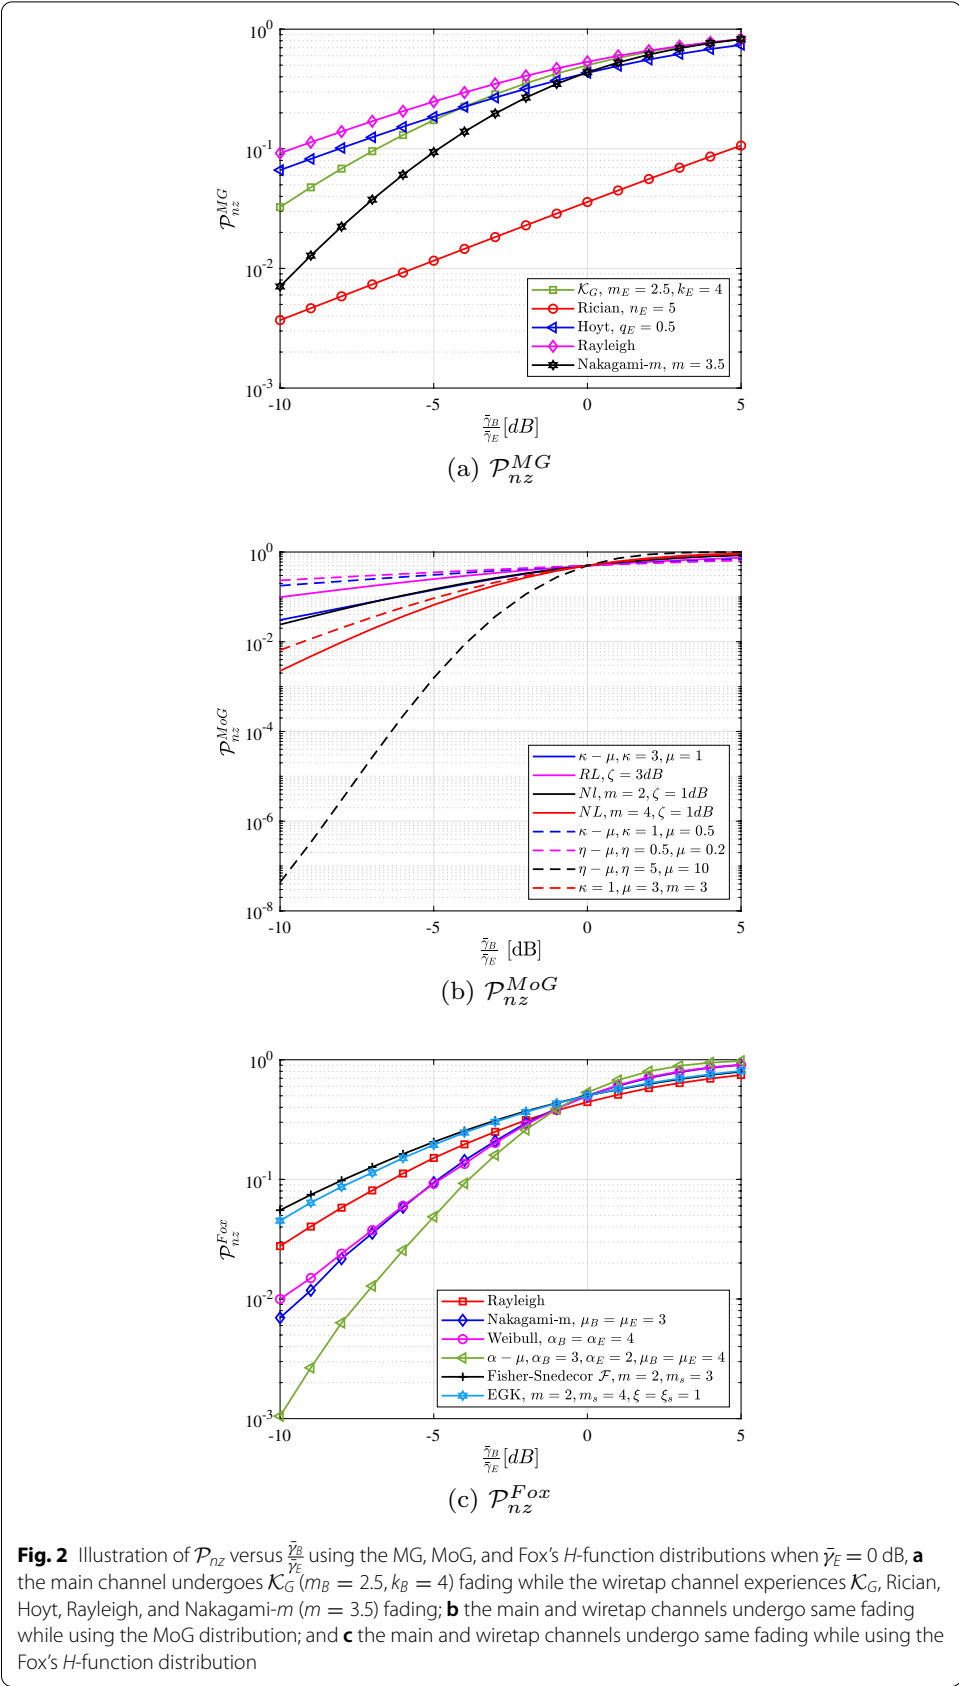 10^0
10^-1
10^-2
10^-3
P_nz^MG
K_G, m_E = 2.5, k_E = 4
Rician, n_E = 5
Hoyt, q_E = 0.5
Rayleigh
Nakagami-m, m = 3.5
-10 -5 0 5
γ̄_B/γ̄_E [dB]
(a) P_nz^MG
10^0
10^-2
10^-4
10^-6
10^-8
P_nz^MoG
κ − μ, κ = 3, μ = 1
RL, ζ = 3dB
Nl, m = 2, ζ = 1dB
NL, m = 4, ζ = 1dB
κ − μ, κ = 1, μ = 0.5
η − μ, η = 0.5, μ = 0.2
η − μ, η = 5, μ = 10
κ = 1, μ = 3, m = 3
-10 -5 0 5
γ̄_B/γ̄_E [dB]
(b) P_nz^MoG
10^0
10^-1
10^-2
10^-3
P_nz^Fox
Rayleigh
Nakagami-m, μ_B = μ_E = 3
Weibull, α_B = α_E = 4
α − μ, α_B = 3, α_E = 2, μ_B = μ_E = 4
Fisher-Snedecor F, m = 2, m_s = 3
EGK, m = 2, m_s = 4, ξ = ξ_s = 1
-10 -5 0 5
γ̄_B/γ̄_E [dB]
(c) P_nz^Fox
Fig. 2 Illustration of P_nz versus γ̄_B/γ̄_E using the MG, MoG, and Fox's H-function distributions when γ̄_E = 0 dB, a
the main channel undergoes K_G (m_B = 2.5, k_B = 4) fading while the wiretap channel experiences K_G, Rician,
Hoyt, Rayleigh, and Nakagami-m (m = 3.5) fading; b the main and wiretap channels undergo same fading
while using the MoG distribution; and c the main and wiretap channels undergo same fading while using the
Fox's H-function distribution